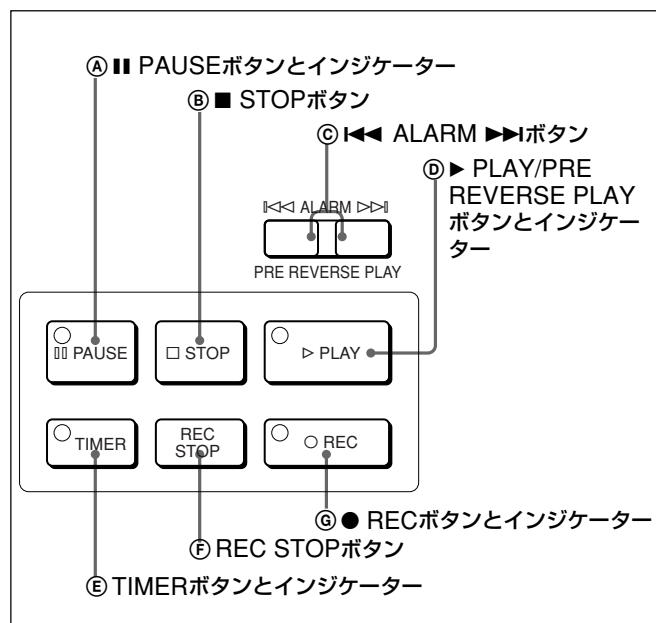 Ⓐ ▮▮ PAUSEボタンとインジケーター
Ⓑ ■ STOPボタン
Ⓒ |◀◀ ALARM ▶▶|ボタン
Ⓓ ▶ PLAY/PRE
REVERSE PLAY
ボタンとインジケー
ター
|◁◁ ALARM ▷▷|
PRE REVERSE PLAY
▯▯ PAUSE
□ STOP
▷ PLAY
TIMER
REC
STOP
○ REC
Ⓖ ● RECボタンとインジケーター
Ⓕ REC STOPボタン
Ⓔ TIMERボタンとインジケーター